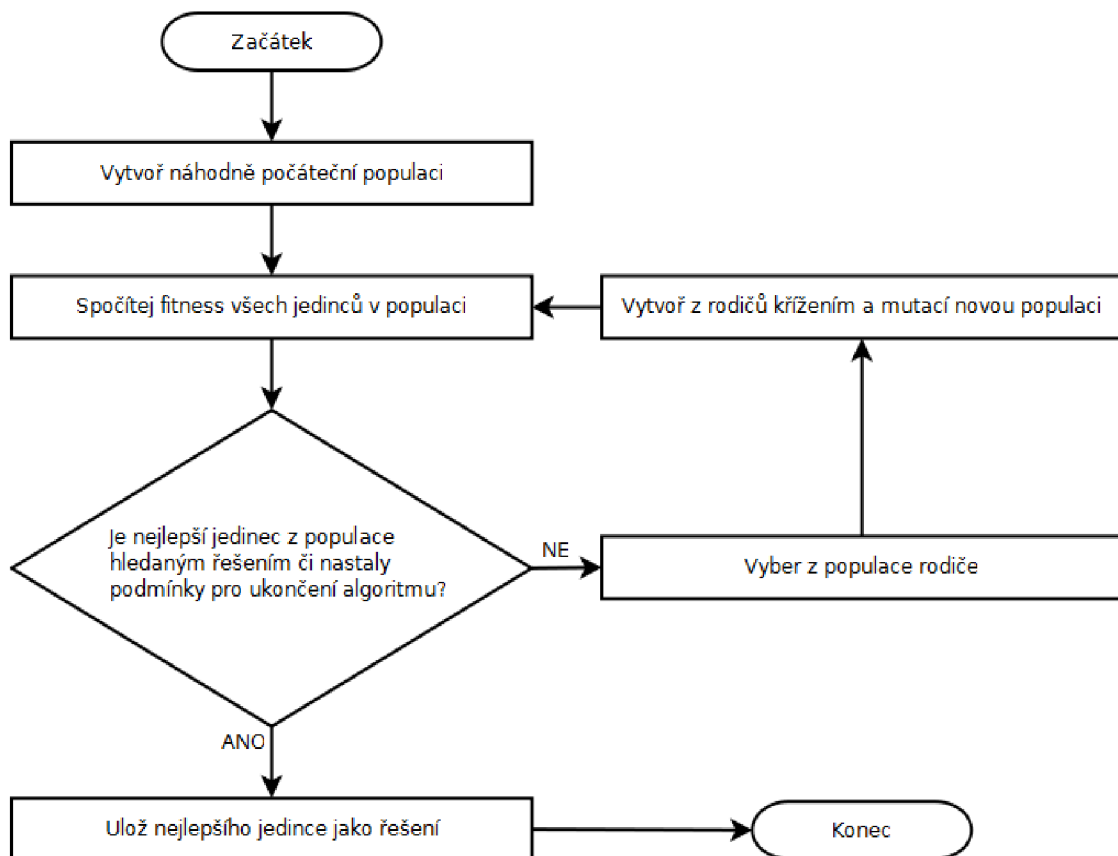 Začátek
Vytvoř náhodně počáteční populaci
Spočítej fitness všech jedinců v populaci
Vytvoř z rodičů křížením a mutací novou populaci
Je nejlepší jedinec z populace
hledaným řešením či nastaly
podmínky pro ukončení algoritmu?
NE
Vyber z populace rodiče
ANO
Ulož nejlepšího jedince jako řešení
Konec